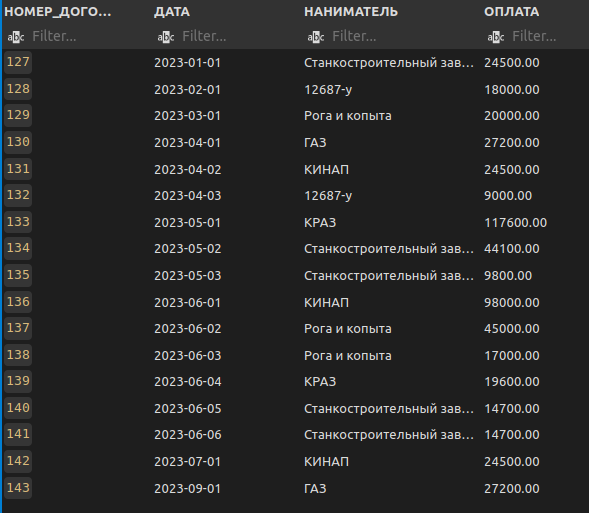 НОМЕР_ДОГО... ДАТА НАНИМАТЕЛЬ ОПЛАТА
abc Filter... abc Filter... abc Filter... abc Filter...
127 2023-01-01 Станкостроительный зав... 24500.00
128 2023-02-01 12687-у 18000.00
129 2023-03-01 Рога и копыта 20000.00
130 2023-04-01 ГАЗ 27200.00
131 2023-04-02 КИНАП 24500.00
132 2023-04-03 12687-у 9000.00
133 2023-05-01 КРАЗ 117600.00
134 2023-05-02 Станкостроительный зав... 44100.00
135 2023-05-03 Станкостроительный зав... 9800.00
136 2023-06-01 КИНАП 98000.00
137 2023-06-02 Рога и копыта 45000.00
138 2023-06-03 Рога и копыта 17000.00
139 2023-06-04 КРАЗ 19600.00
140 2023-06-05 Станкостроительный зав... 14700.00
141 2023-06-06 Станкостроительный зав... 14700.00
142 2023-07-01 КИНАП 24500.00
143 2023-09-01 ГАЗ 27200.00